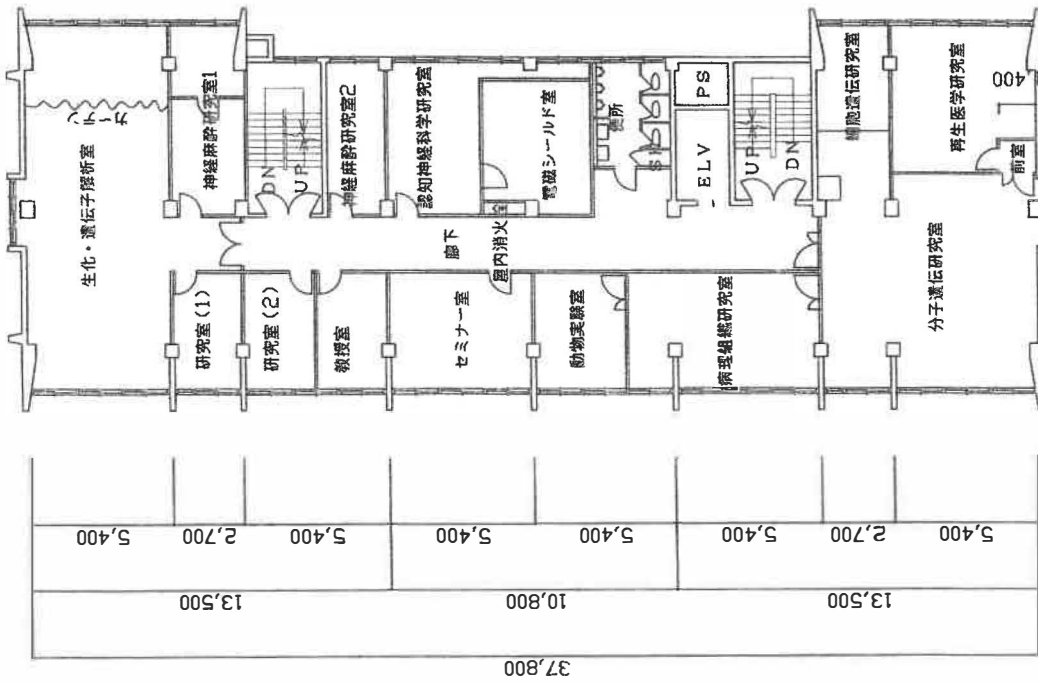 生化・遺伝子解析室
カーテン
神経麻酔研究室1
DN
UP
神経麻酔研究室2
認知神経科学研究室
電磁シールド室
便所
SK
PS
ELV
UP
DN
細胞遺伝研究室
再生医学研究室
400
前室
分子遺伝研究室
廊下
屋内消火栓
研究室(1)
研究室(2)
教授室
セミナー室
動物実験室
病理組織研究室
5,400
2,700
5,400
5,400
5,400
5,400
2,700
5,400
13,500
10,800
13,500
37,800